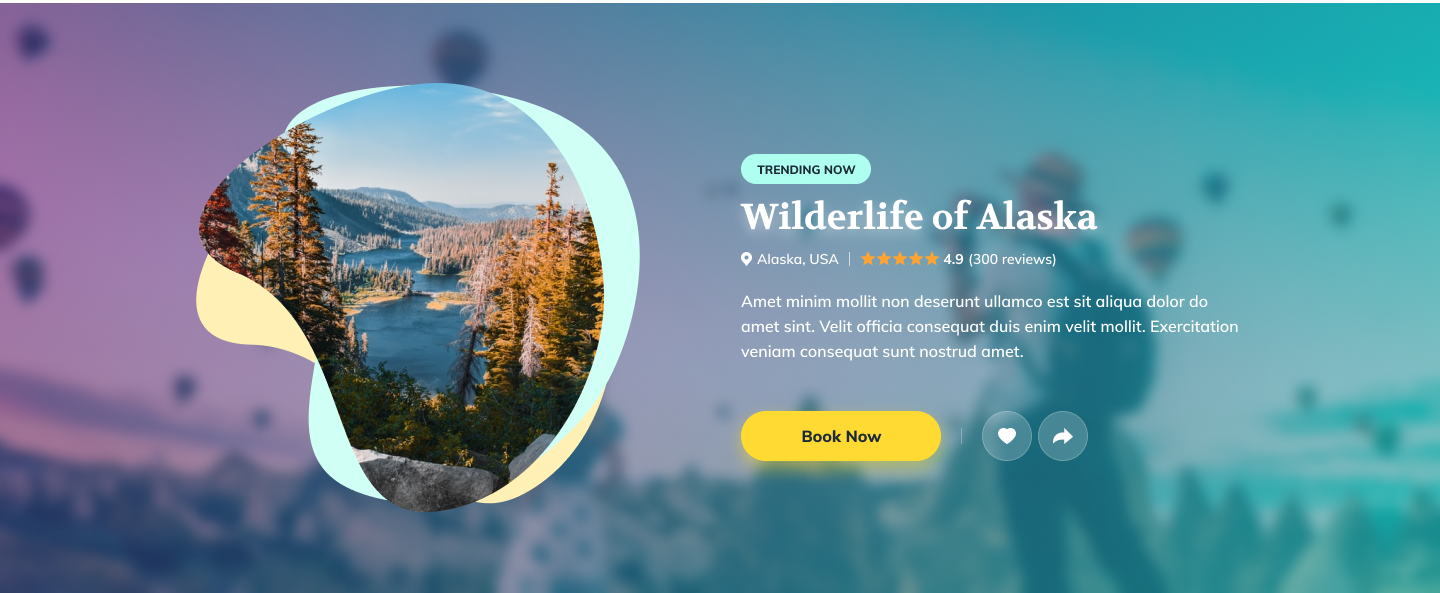 TRENDING NOW
Wilderlife of Alaska
Alaska, USA 4.9 (300 reviews)
Amet minim mollit non deserunt ullamco est sit aliqua dolor do
amet sint. Velit officia consequat duis enim velit mollit. Exercitation
veniam consequat sunt nostrud amet.
Book Now